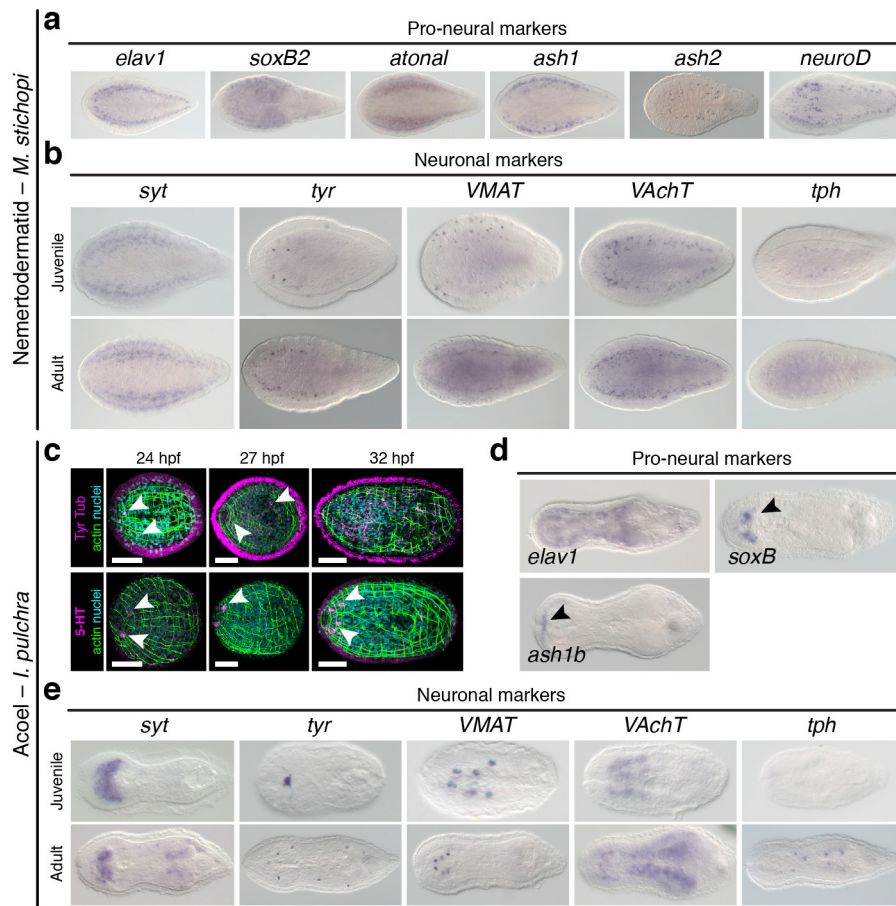 a
Pro-neural markers
elav1 soxB2 atonal ash1 ash2 neuroD
Nemertodermatid – M. stichopi
b
Neuronal markers
syt tyr VMAT VAchT tph
Juvenile
Adult
c
24 hpf 27 hpf 32 hpf
Tyr Tub
actin nuclei
5-HT
actin nuclei
d
Pro-neural markers
elav1
soxB
ash1b
Acoel – I. pulchra
e
Neuronal markers
syt tyr VMAT VAchT tph
Juvenile
Adult